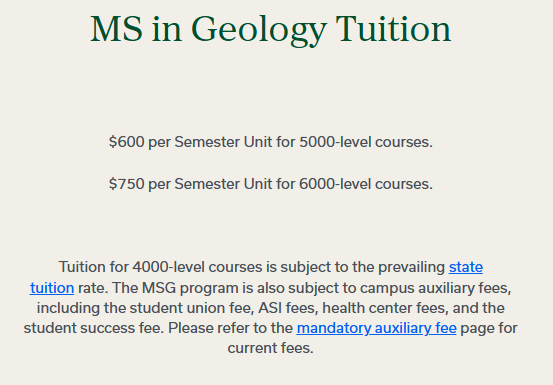 MS in Geology Tuition
$600 per Semester Unit for 5000-level courses.
$750 per Semester Unit for 6000-level courses.
Tuition for 4000-level courses is subject to the prevailing state
tuition rate. The MSG program is also subject to campus auxiliary fees,
including the student union fee, ASI fees, health center fees, and the
student success fee. Please refer to the mandatory auxiliary fee page for
current fees.